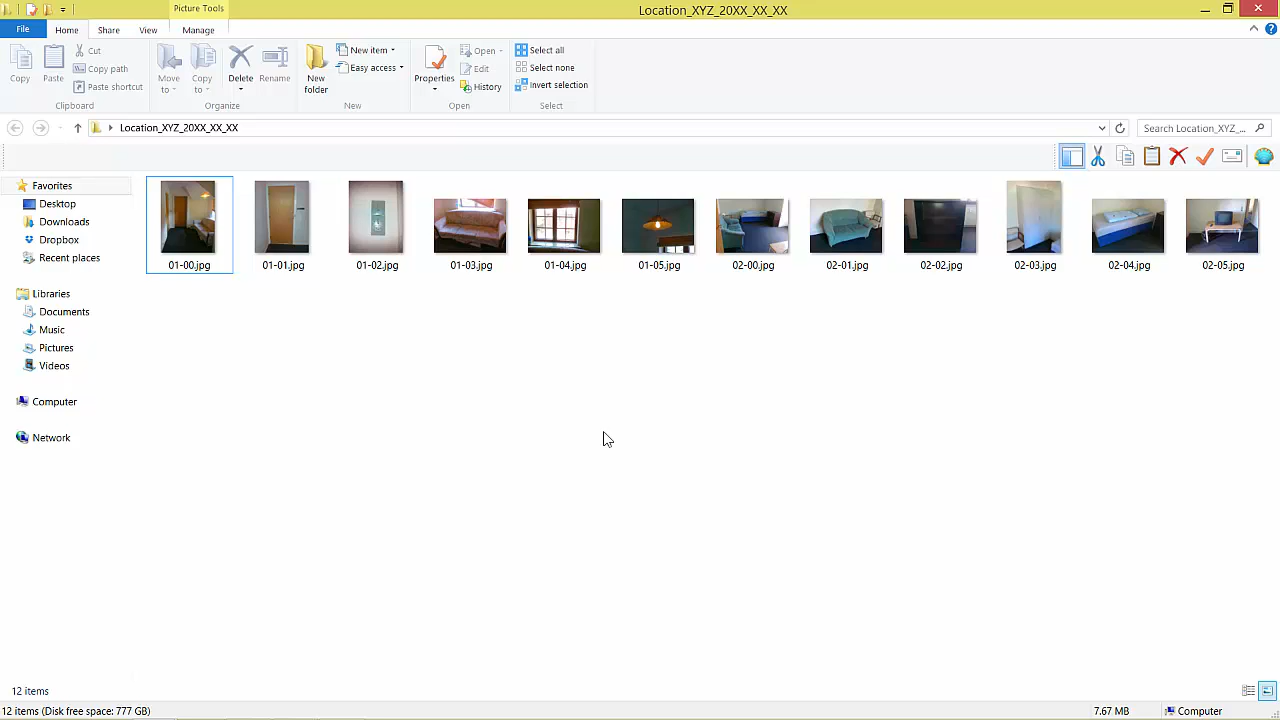 Picture Tools
Location_XYZ_20XX_XX_XX
File Home Share View Manage
Copy
Paste
Cut
Copy path
Paste shortcut
Clipboard
Move to
Copy to
Delete
Rename
Organize
New folder
New item
Easy access
New
Properties
Open
Edit
History
Open
Select all
Select none
Invert selection
Select
Location_XYZ_20XX_XX_XX
Search Location_XYZ_...
Favorites
Desktop
Downloads
Dropbox
Recent places
Libraries
Documents
Music
Pictures
Videos
Computer
Network
01-00.jpg 01-01.jpg 01-02.jpg 01-03.jpg 01-04.jpg 01-05.jpg 02-00.jpg 02-01.jpg 02-02.jpg 02-03.jpg 02-04.jpg 02-05.jpg
12 items
12 items (Disk free space: 777 GB) 7.67 MB Computer